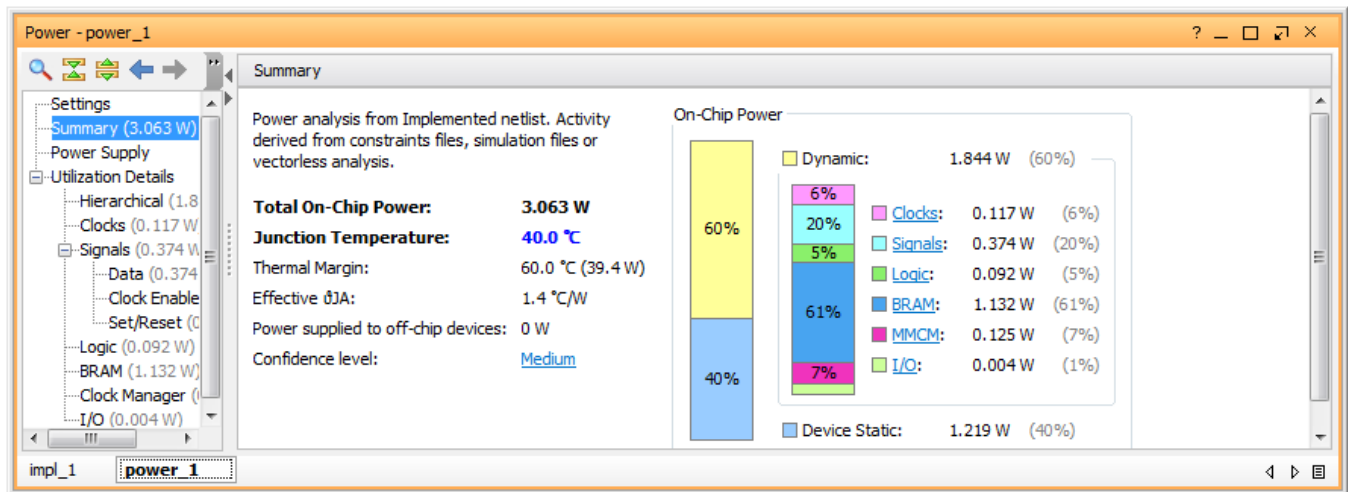 Power - power_1
?
Summary
Settings
Summary (3.063 W)
Power Supply
Utilization Details
Hierarchical (1.8
Clocks (0.117 W
Signals (0.374 W
Data (0.374
Clock Enable
Set/Reset (0
Logic (0.092 W)
BRAM (1.132 W)
Clock Manager (
I/O (0.004 W)
Power analysis from Implemented netlist. Activity
derived from constraints files, simulation files or
vectorless analysis.
Total On-Chip Power: 3.063 W
Junction Temperature: 40.0 °C
Thermal Margin: 60.0 °C (39.4 W)
Effective ϑJA: 1.4 °C/W
Power supplied to off-chip devices: 0 W
Confidence level: Medium
On-Chip Power
60%
40%
Dynamic: 1.844 W (60%)
6%
20%
5%
61%
7%
Clocks: 0.117 W (6%)
Signals: 0.374 W (20%)
Logic: 0.092 W (5%)
BRAM: 1.132 W (61%)
MMCM: 0.125 W (7%)
I/O: 0.004 W (1%)
Device Static: 1.219 W (40%)
impl_1 power_1